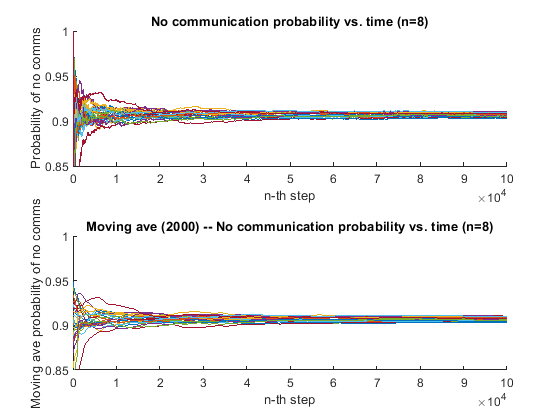 No communication probability vs. time (n=8)
Probability of no comms
1
0.95
0.9
0.85
0 1 2 3 4 5 6 7 8 9 10
n-th step
×10^4
Moving ave (2000) -- No communication probability vs. time (n=8)
Moving ave probability of no comms
1
0.95
0.9
0.85
0 1 2 3 4 5 6 7 8 9 10
n-th step
×10^4